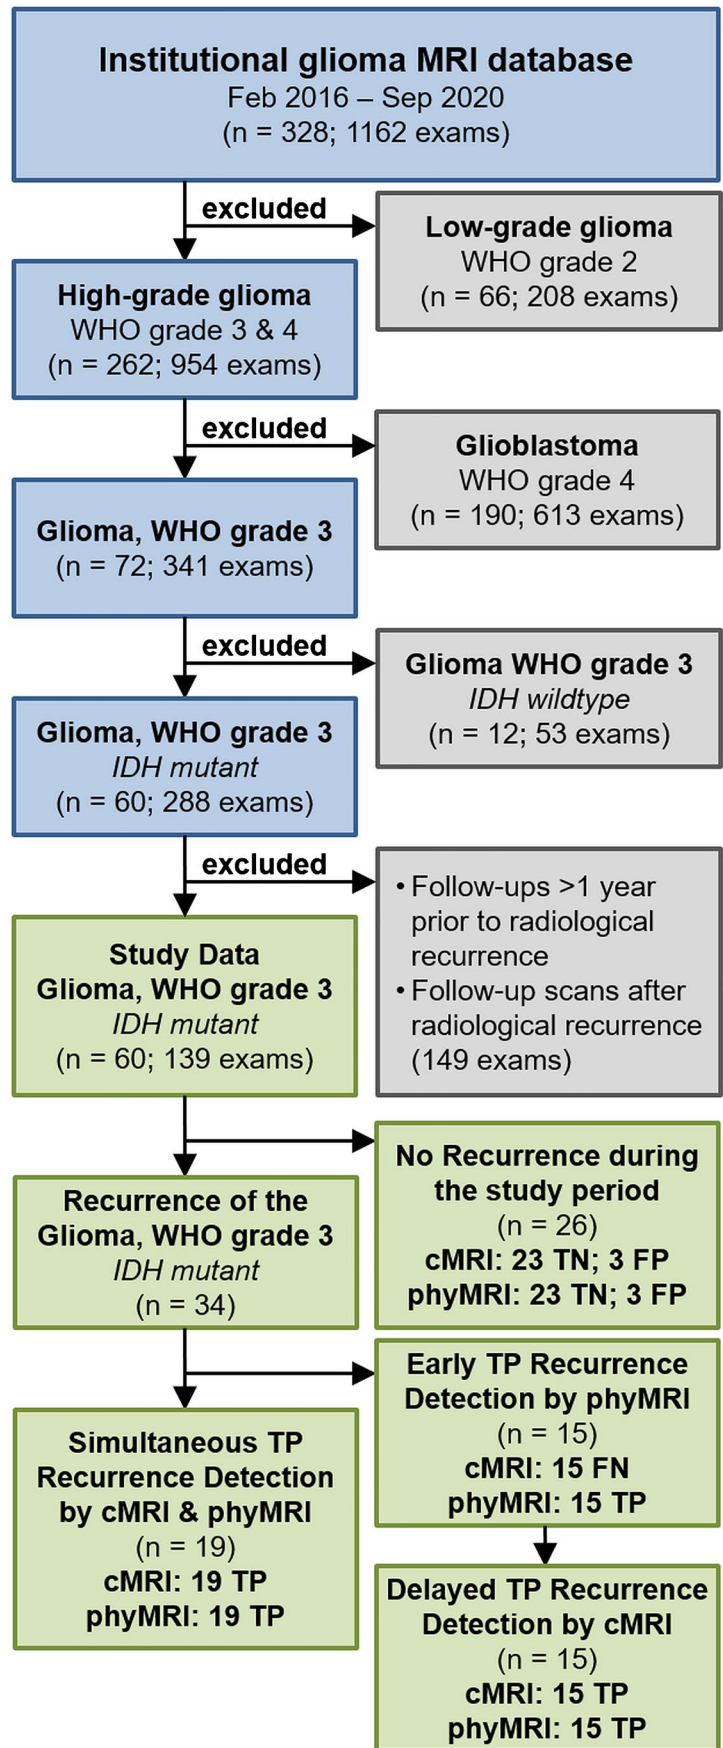 Institutional glioma MRI database
Feb 2016 – Sep 2020
(n = 328; 1162 exams)
excluded
Low-grade glioma
WHO grade 2
(n = 66; 208 exams)
High-grade glioma
WHO grade 3 & 4
(n = 262; 954 exams)
excluded
Glioblastoma
WHO grade 4
(n = 190; 613 exams)
Glioma, WHO grade 3
(n = 72; 341 exams)
excluded
Glioma WHO grade 3
IDH wildtype
(n = 12; 53 exams)
Glioma, WHO grade 3
IDH mutant
(n = 60; 288 exams)
excluded
• Follow-ups >1 year
prior to radiological
recurrence
• Follow-up scans after
radiological recurrence
(149 exams)
Study Data
Glioma, WHO grade 3
IDH mutant
(n = 60; 139 exams)
No Recurrence during
the study period
(n = 26)
cMRI: 23 TN; 3 FP
phyMRI: 23 TN; 3 FP
Recurrence of the
Glioma, WHO grade 3
IDH mutant
(n = 34)
Early TP Recurrence
Detection by phyMRI
(n = 15)
cMRI: 15 FN
phyMRI: 15 TP
Simultaneous TP
Recurrence Detection
by cMRI & phyMRI
(n = 19)
cMRI: 19 TP
phyMRI: 19 TP
Delayed TP Recurrence
Detection by cMRI
(n = 15)
cMRI: 15 TP
phyMRI: 15 TP